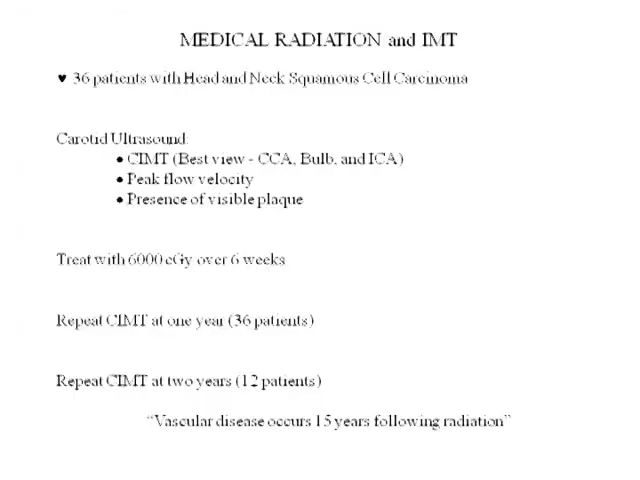 MEDICAL RADIATION and IMT
♥ 36 patients with Head and Neck Squamous Cell Carcinoma
Carotid Ultrasound:
● CIMT (Best view - CCA, Bulb, and ICA)
● Peak flow velocity
● Presence of visible plaque
Treat with 6000 cGy over 6 weeks
Repeat CIMT at one year (36 patients)
Repeat CIMT at two years (12 patients)
“Vascular disease occurs 15 years following radiation”